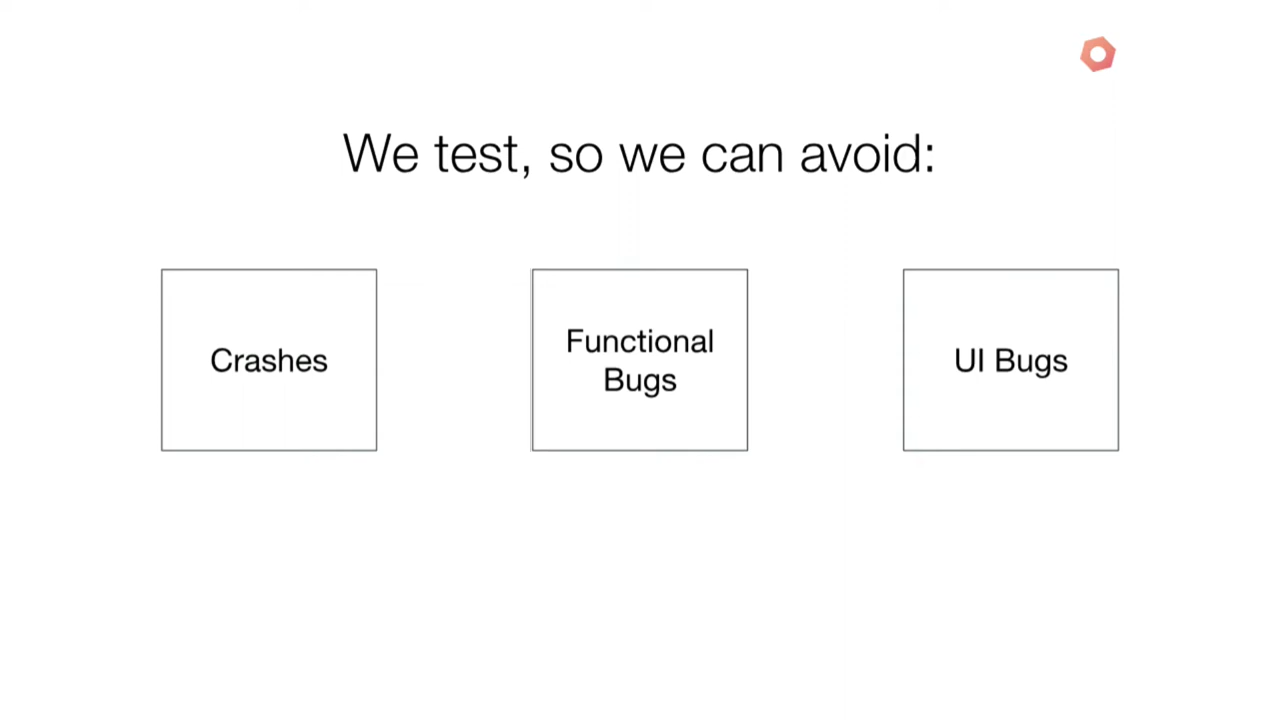 We test, so we can avoid:
Crashes
Functional
Bugs
UI Bugs